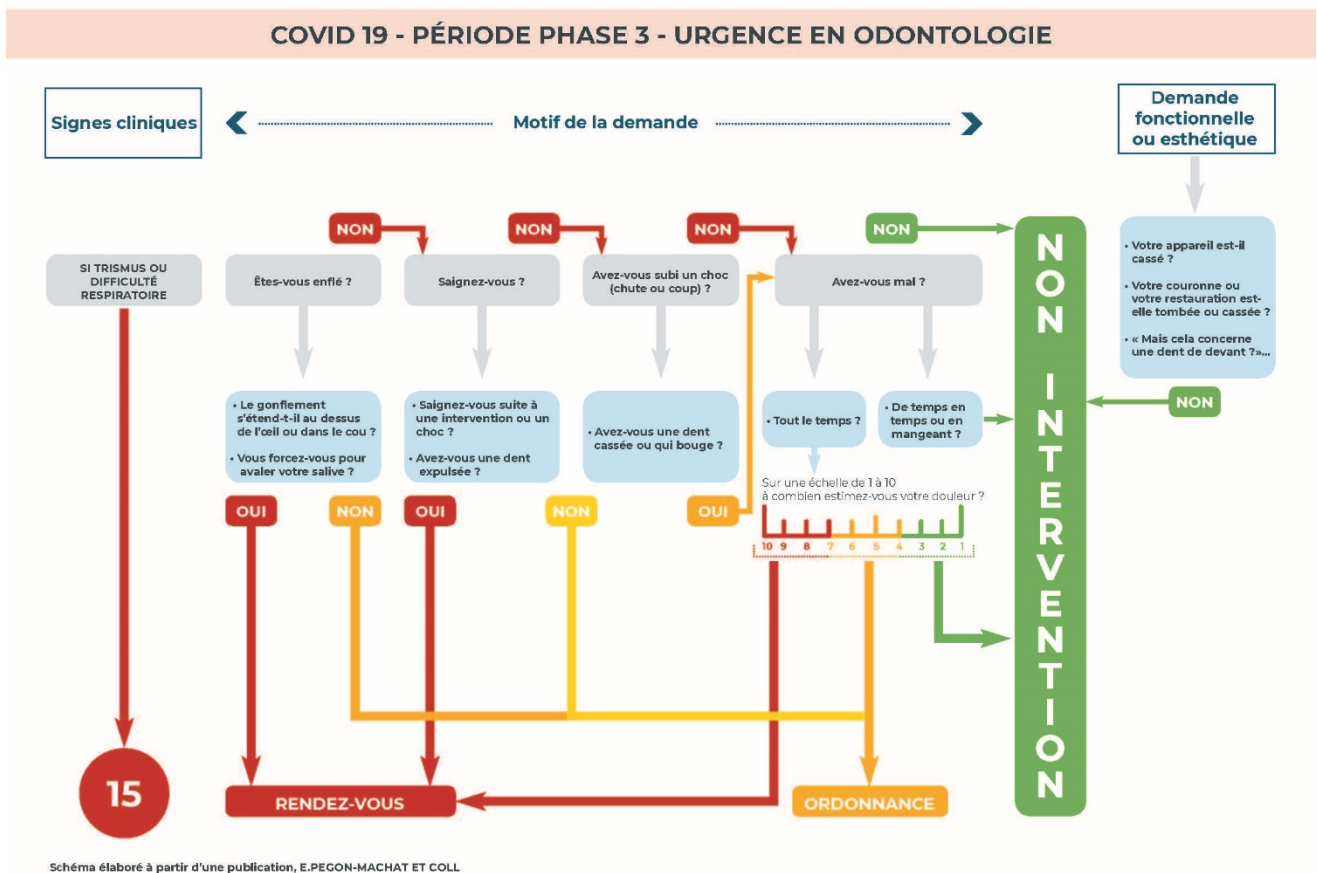 COVID 19 - PÉRIODE PHASE 3 - URGENCE EN ODONTOLOGIE
Signes cliniques
Motif de la demande
Demande
fonctionnelle
ou esthétique
NON
NON
NON
NON
SI TRISMUS OU
DIFFICULTÉ
RESPIRATOIRE
Êtes-vous enflé ?
Saignez-vous ?
Avez-vous subi un choc
(chute ou coup) ?
Avez-vous mal ?
• Votre appareil est-il
cassé ?
• Votre couronne ou
votre restauration est-
elle tombée ou cassée ?
• « Mais cela concerne
une dent de devant ?»...
NON
• Le gonflement
s'étend-t-il au dessus
de l'œil ou dans le cou ?
• Vous forcez-vous pour
avaler votre salive ?
• Saignez-vous suite à
une intervention ou un
choc ?
• Avez-vous une dent
expulsée ?
• Avez-vous une dent
cassée ou qui bouge ?
• Tout le temps ?
• De temps en
temps ou en
mangeant ?
Sur une échelle de 1 à 10
à combien estimez-vous votre douleur ?
10 9 8 7 6 5 4 3 2 1
OUI
NON
OUI
NON
OUI
NON INTERVENTION
15
RENDEZ-VOUS
ORDONNANCE
Schéma élaboré à partir d'une publication, E.PEGON-MACHAT ET COLL